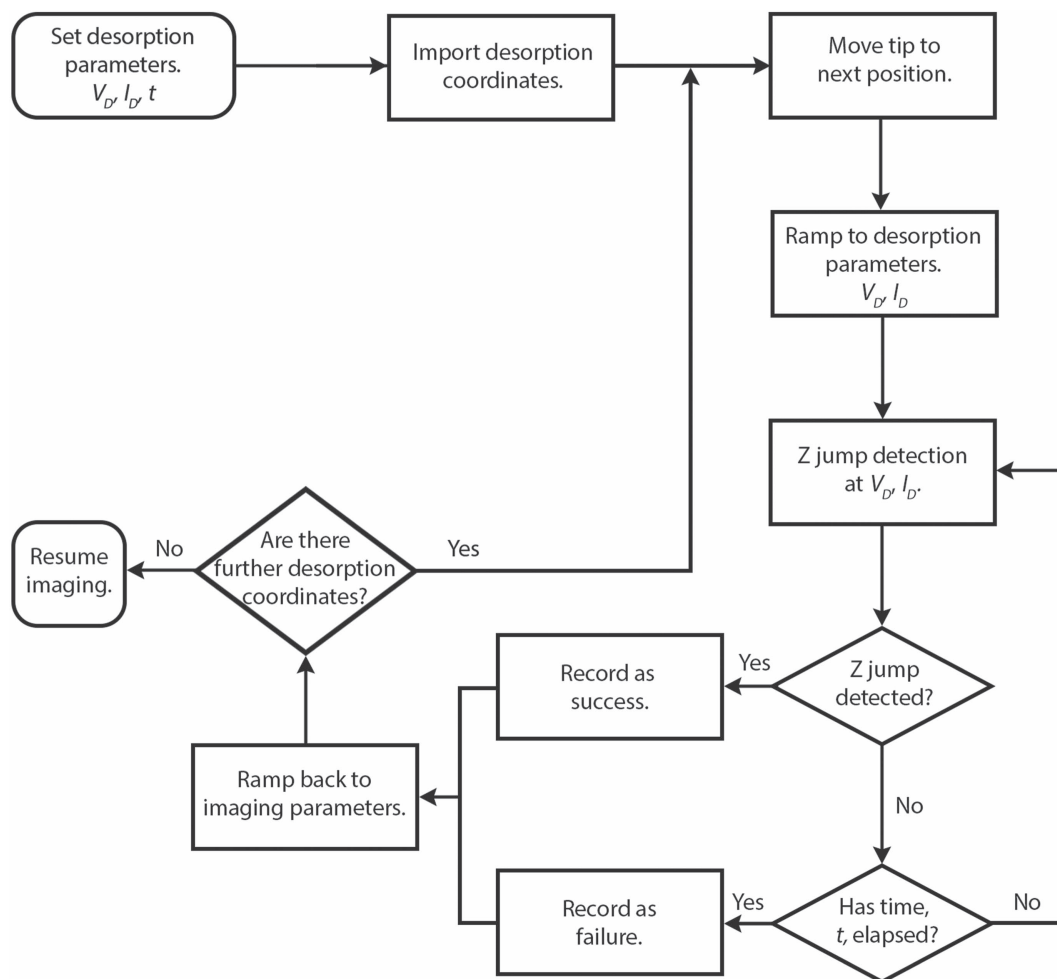 Set desorption
parameters.
V_D, I_D, t
Import desorption
coordinates.
Move tip to
next position.
Ramp to desorption
parameters.
V_D, I_D
Z jump detection
at V_D, I_D.
Z jump
detected?
Yes
No
Record as
success.
Has time,
t, elapsed?
Yes
No
Record as
failure.
Ramp back to
imaging parameters.
Are there
further desorption
coordinates?
Yes
No
Resume
imaging.